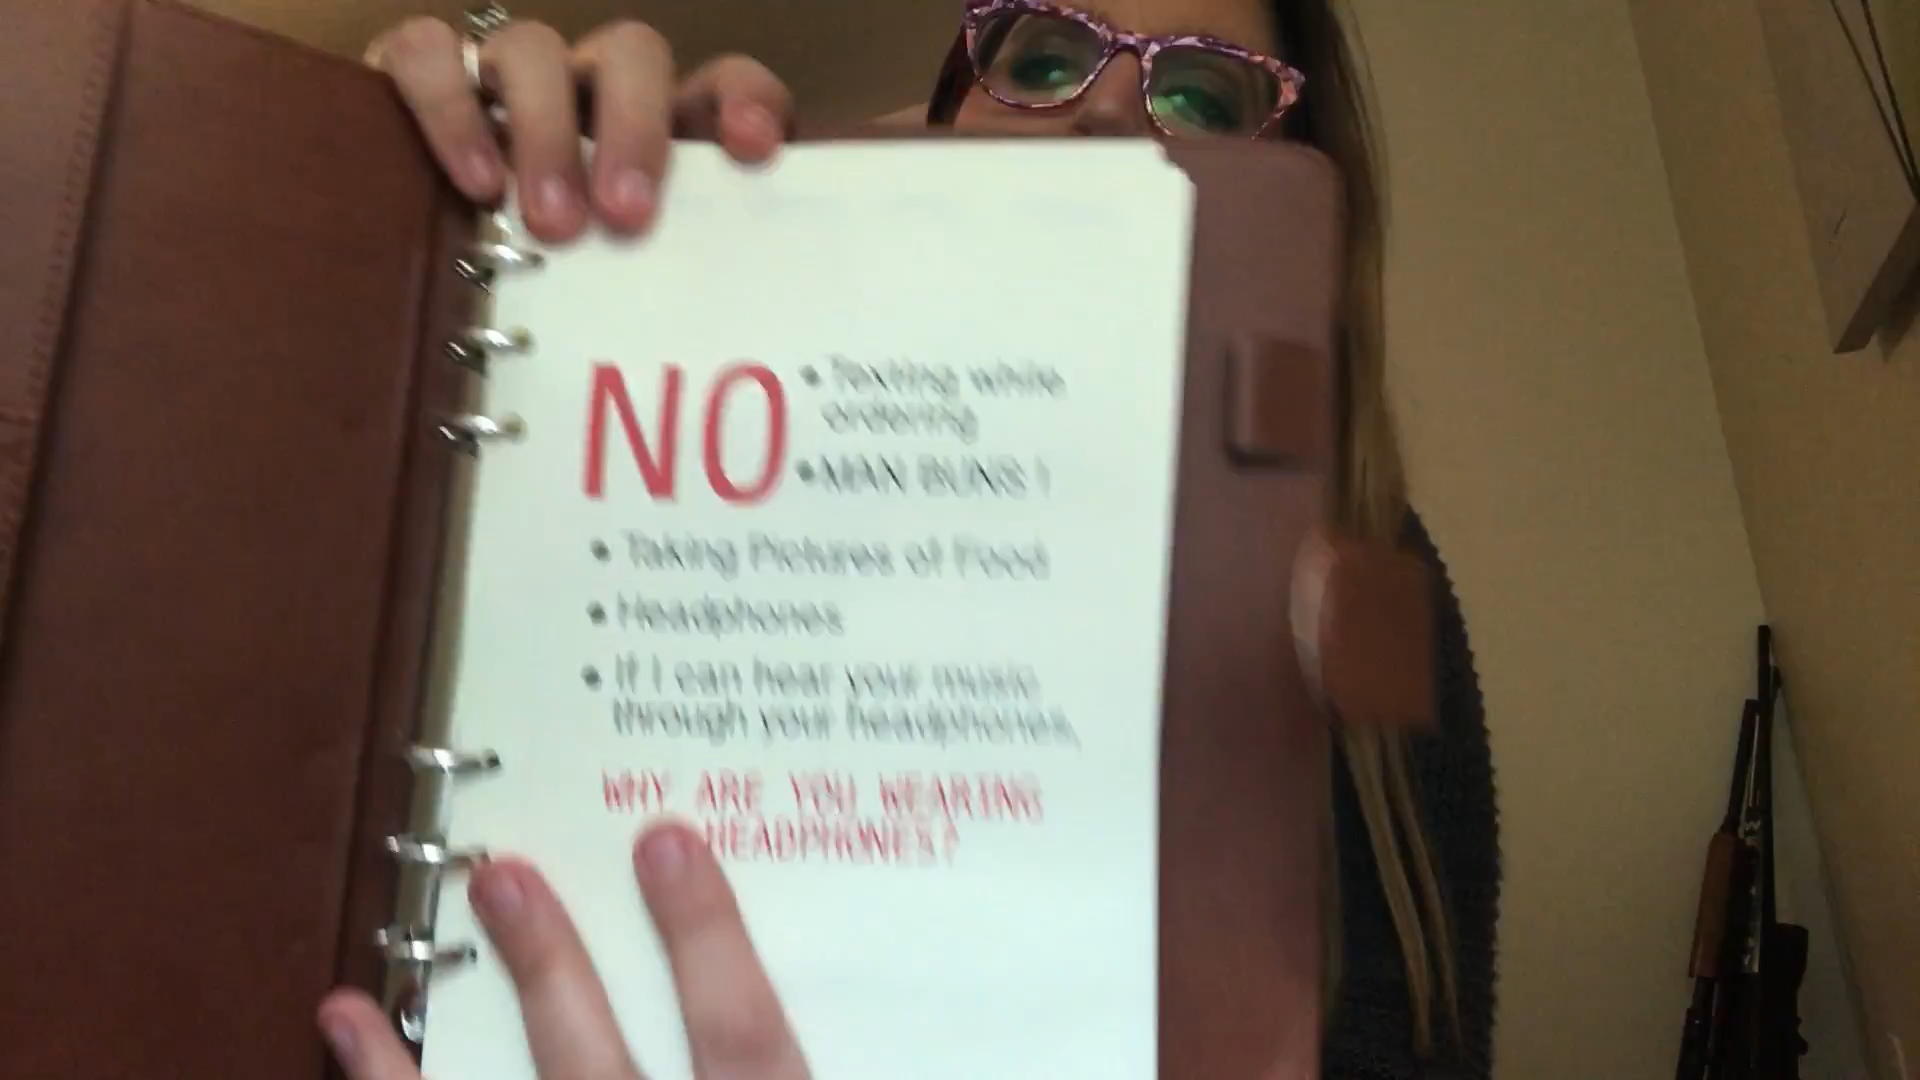 NO
• Texting while
ordering
• MAN BUNS !
• Taking Pictures of Food
• Headphones
• If I can hear your music
through your headphones,
WHY ARE YOU WEARING
HEADPHONES?